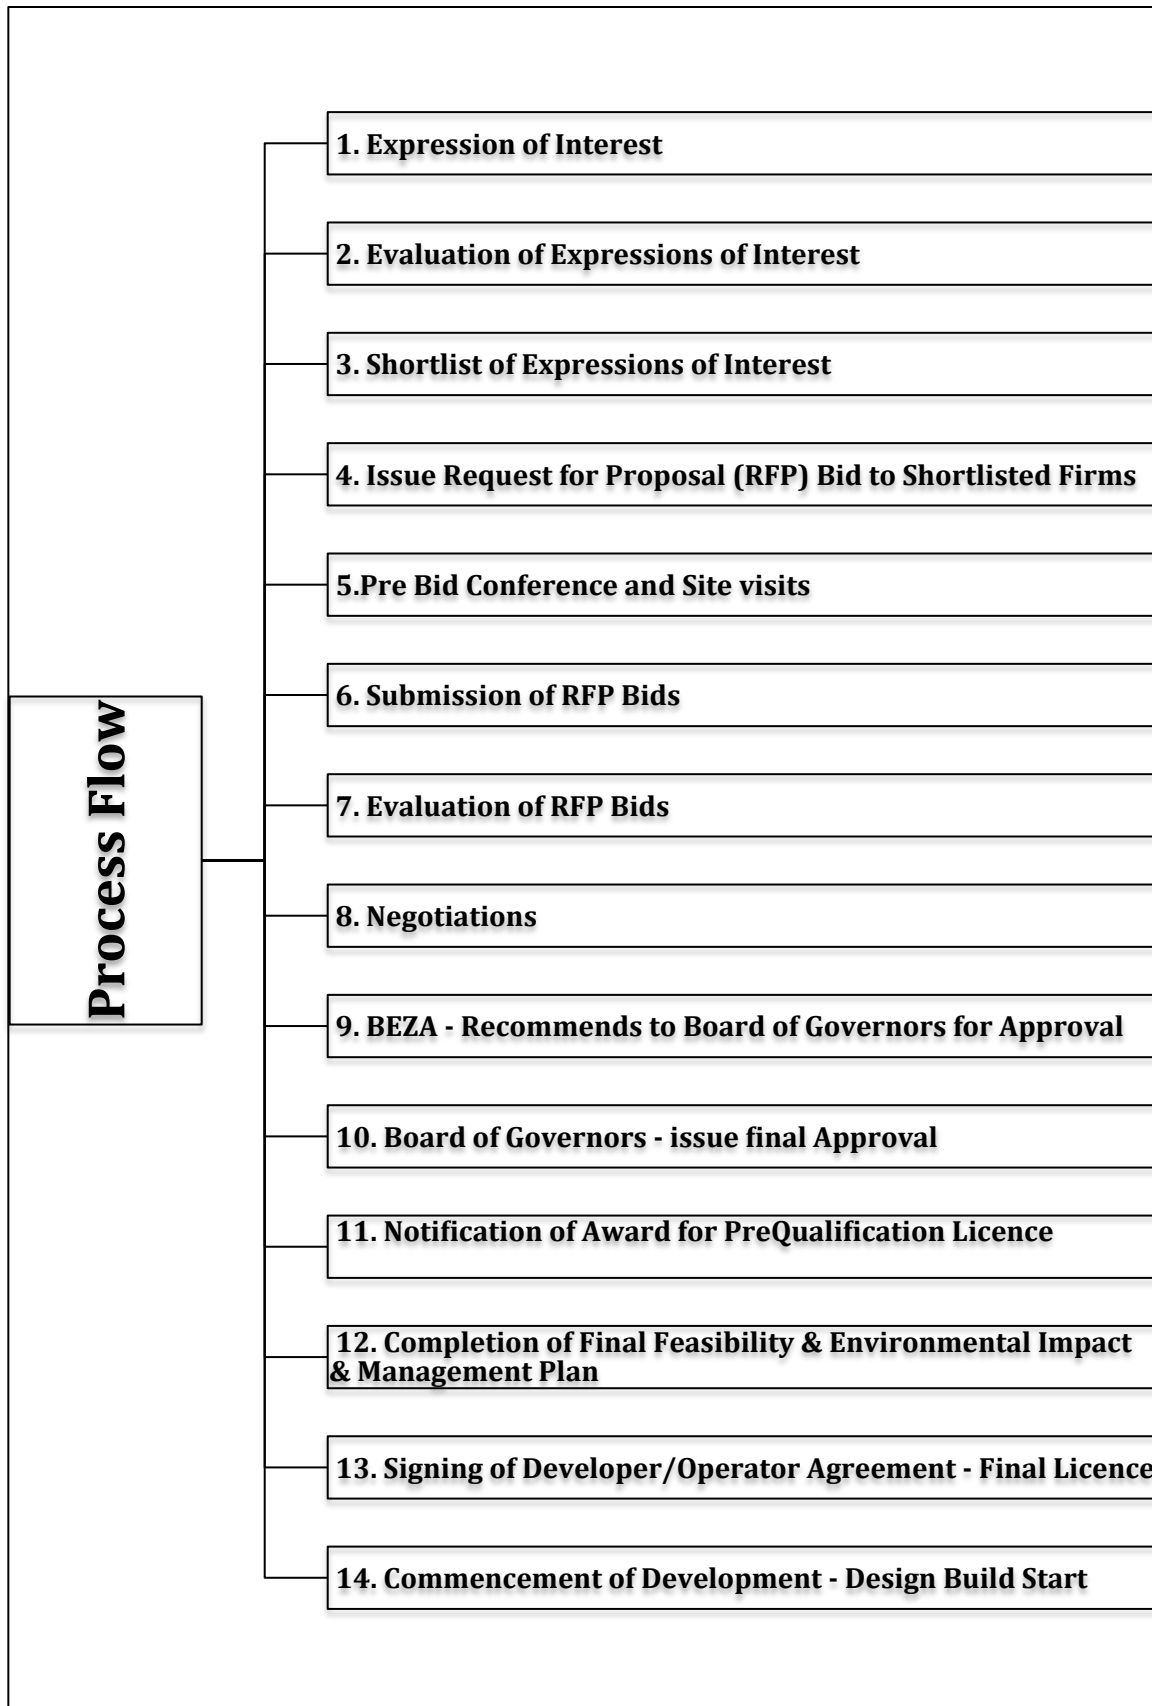 Process Flow
1. Expression of Interest
2. Evaluation of Expressions of Interest
3. Shortlist of Expressions of Interest
4. Issue Request for Proposal (RFP) Bid to Shortlisted Firms
5.Pre Bid Conference and Site visits
6. Submission of RFP Bids
7. Evaluation of RFP Bids
8. Negotiations
9. BEZA - Recommends to Board of Governors for Approval
10. Board of Governors - issue final Approval
11. Notification of Award for PreQualification Licence
12. Completion of Final Feasibility & Environmental Impact
& Management Plan
13. Signing of Developer/Operator Agreement - Final Licence
14. Commencement of Development - Design Build Start